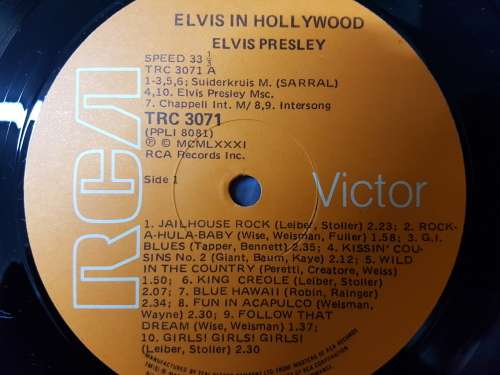 ELVIS IN HOLLYWOOD
ELVIS PRESLEY
SPEED 33 1/3
TRC 3071 A
1-3,5,6; Suiderkruis M. (SARRAL)
4,10. Elvis Presley Msc.
7. Chappell Int. M/ 8,9. Intersong
TRC 3071
(PPLI 8081)
Ⓟ © MCMLXXXI
RCA Records Inc.
Side 1
RCA
Victor
1. JAILHOUSE ROCK (Leiber, Stoller) 2.23; 2. ROCK-
A-HULA-BABY (Wise, Weisman, Fuller) 1.58; 3. G.I.
BLUES (Tapper, Bennett) 2.35; 4. KISSIN' COU-
SINS No. 2 (Giant, Baum, Kaye) 2.12; 5. WILD
IN THE COUNTRY (Peretti, Creatore, Weiss)
1.50; 6. KING CREOLE (Leiber, Stoller)
2.07; 7. BLUE HAWAII (Robin, Rainger)
2.34; 8. FUN IN ACAPULCO (Weisman,
Wayne) 2.30; 9. FOLLOW THAT
DREAM (Wise, Weisman) 1.37;
10. GIRLS! GIRLS! GIRLS!
(Leiber, Stoller) 2.30
FROM MASTERS OF RCA RECORDS